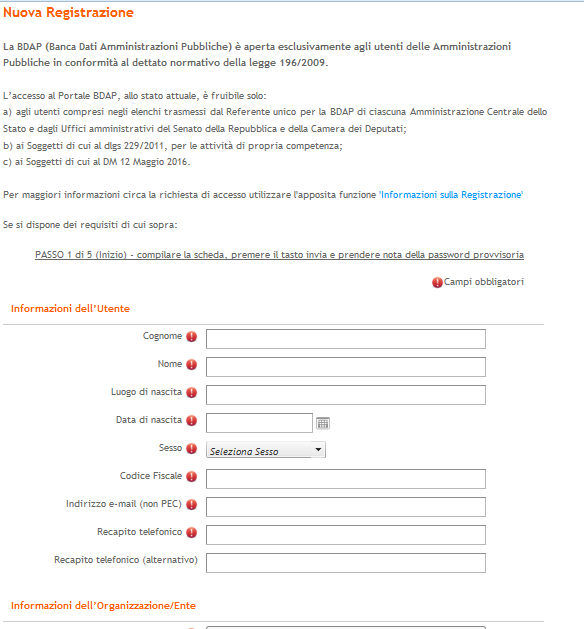 Nuova Registrazione
La BDAP (Banca Dati Amministrazioni Pubbliche) è aperta esclusivamente agli utenti delle Amministrazioni
Pubbliche in conformità al dettato normativo della legge 196/2009.
L'accesso al Portale BDAP, allo stato attuale, è fruibile solo:
a) agli utenti compresi negli elenchi trasmessi dal Referente unico per la BDAP di ciascuna Amministrazione Centrale dello
Stato e dagli Uffici amministrativi del Senato della Repubblica e della Camera dei Deputati;
b) ai Soggetti di cui al dlgs 229/2011, per le attività di propria competenza;
c) ai Soggetti di cui al DM 12 Maggio 2016.
Per maggiori informazioni circa la richiesta di accesso utilizzare l'apposita funzione 'Informazioni sulla Registrazione'
Se si dispone dei requisiti di cui sopra:
PASSO 1 di 5 (Inizio) - compilare la scheda, premere il tasto invia e prendere nota della password provvisoria
Campi obbligatori
Informazioni dell'Utente
Cognome
Nome
Luogo di nascita
Data di nascita
Sesso Seleziona Sesso
Codice Fiscale
Indirizzo e-mail (non PEC)
Recapito telefonico
Recapito telefonico (alternativo)
Informazioni dell'Organizzazione/Ente